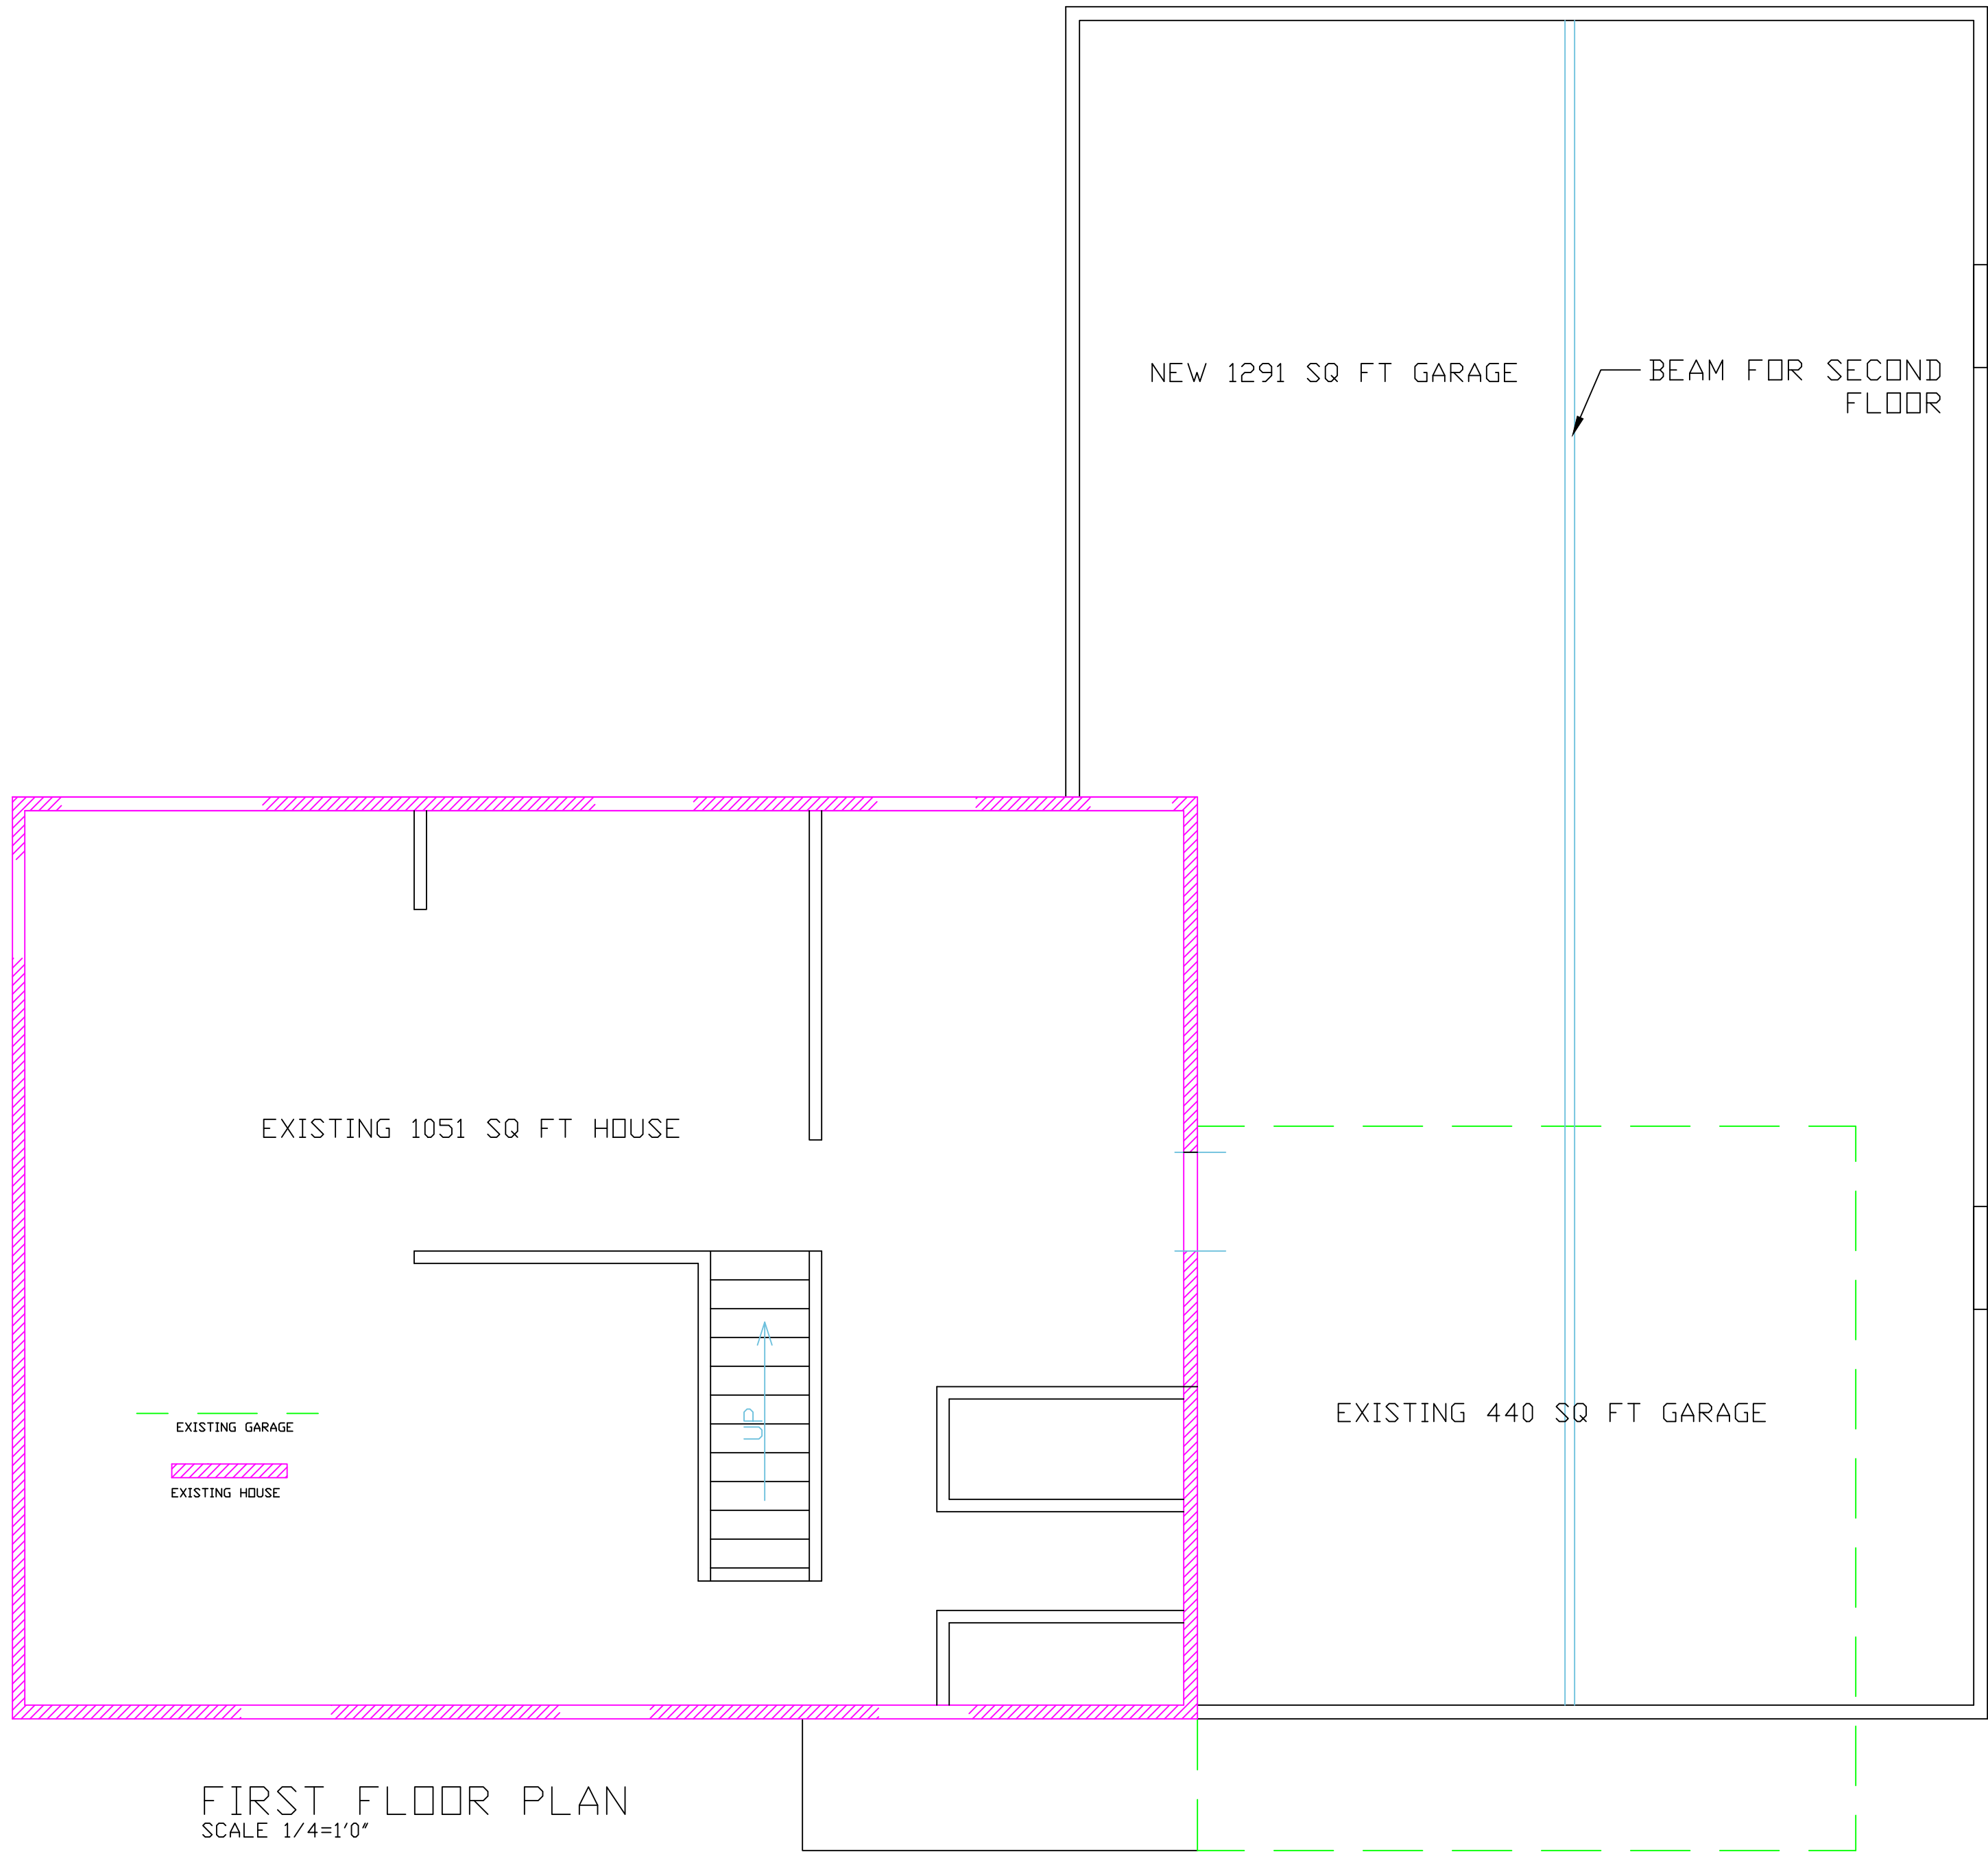 NEW 1291 SQ FT GARAGE
BEAM FOR SECOND
FLOOR
EXISTING 1051 SQ FT HOUSE
EXISTING 440 SQ FT GARAGE
UP
EXISTING GARAGE
EXISTING HOUSE
FIRST FLOOR PLAN
SCALE 1/4=1'0"